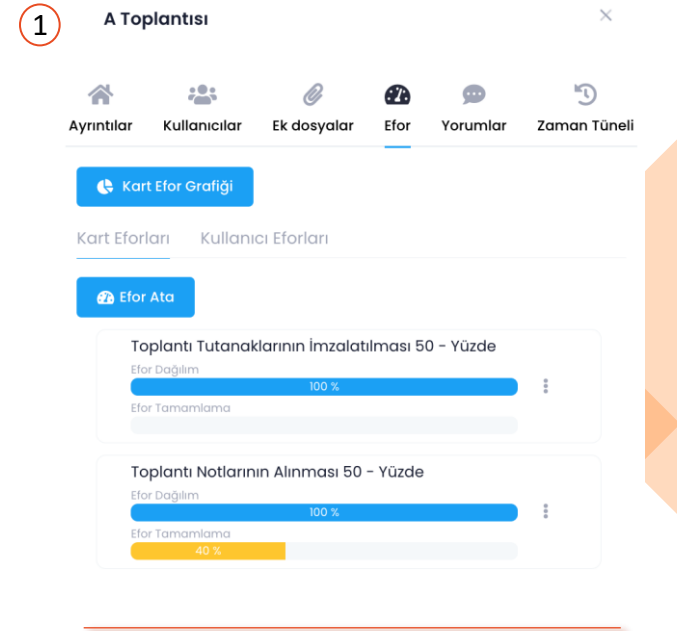 1
A Toplantısı
Ayrıntılar Kullanıcılar Ek dosyalar Efor Yorumlar Zaman Tüneli
Kart Efor Grafiği
Kart Eforları Kullanıcı Eforları
Efor Ata
Toplantı Tutanaklarının İmzalatılması 50 - Yüzde
Efor Dağılım
100 %
Efor Tamamlama
Toplantı Notlarının Alınması 50 - Yüzde
Efor Dağılım
100 %
Efor Tamamlama
40 %